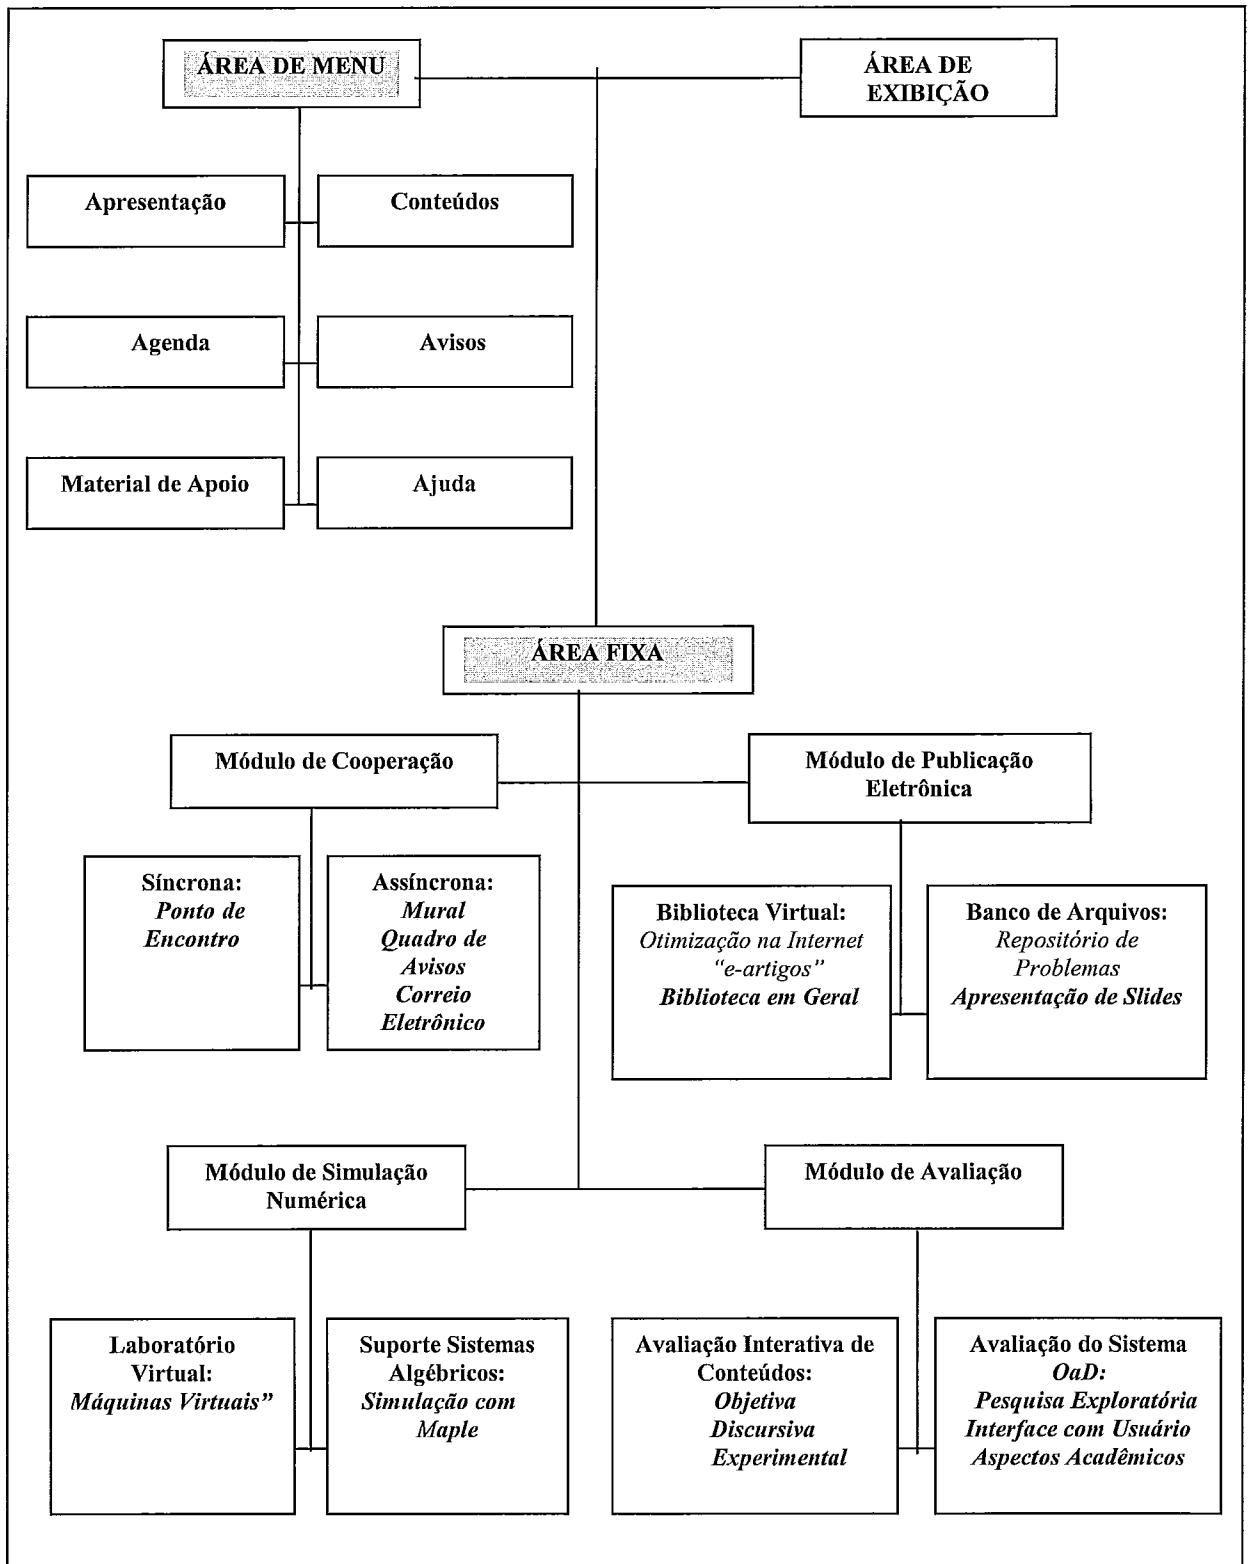 ÁREA DE MENU
ÁREA DE
EXIBIÇÃO
Apresentação
Conteúdos
Agenda
Avisos
Material de Apoio
Ajuda
ÁREA FIXA
Módulo de Cooperação
Módulo de Publicação
Eletrônica
Síncrona:
Ponto de
Encontro
Assíncrona:
Mural
Quadro de
Avisos
Correio
Eletrônico
Biblioteca Virtual:
Otimização na Internet
“e-artigos”
Biblioteca em Geral
Banco de Arquivos:
Repositório de
Problemas
Apresentação de Slides
Módulo de Simulação
Numérica
Módulo de Avaliação
Laboratório
Virtual:
Máquinas Virtuais”
Suporte Sistemas
Algébricos:
Simulação com
Maple
Avaliação Interativa de
Conteúdos:
Objetiva
Discursiva
Experimental
Avaliação do Sistema
OaD:
Pesquisa Exploratória
Interface com Usuário
Aspectos Acadêmicos